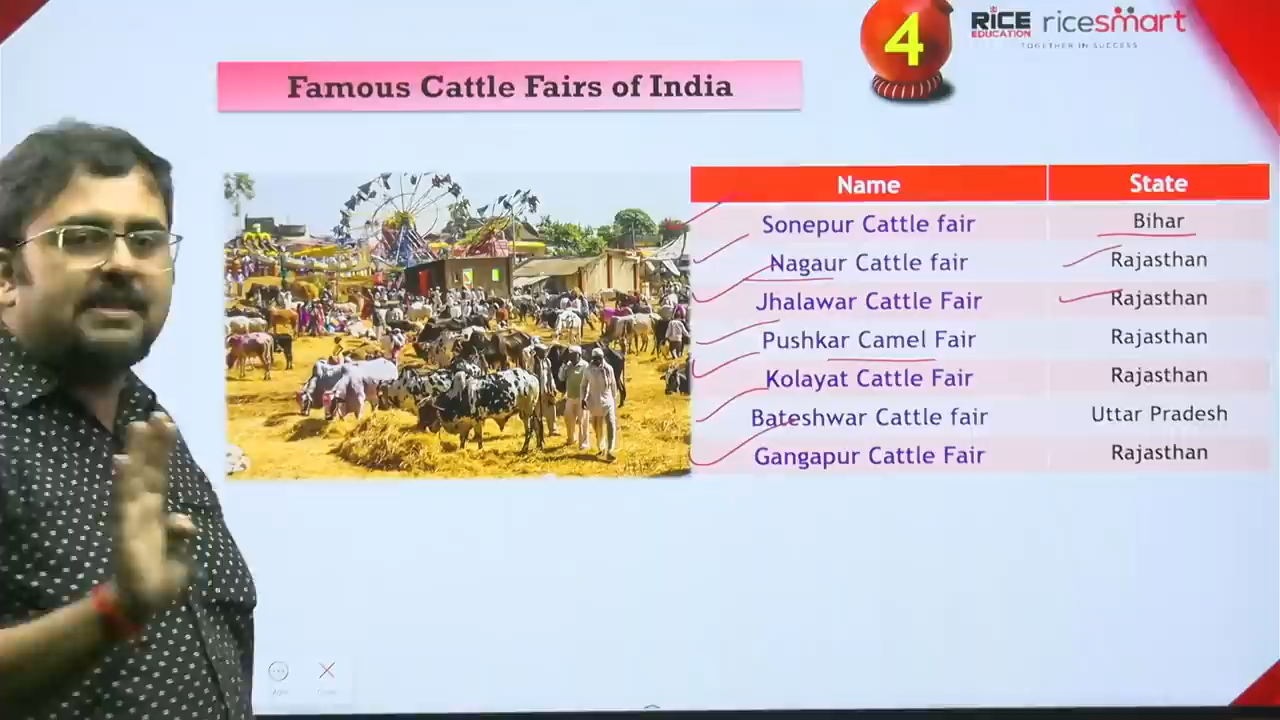 4
RICE
EDUCATION
ricesmart
TOGETHER IN SUCCESS
Famous Cattle Fairs of India
Name State
Sonepur Cattle fair Bihar
Nagaur Cattle fair Rajasthan
Jhalawar Cattle Fair Rajasthan
Pushkar Camel Fair Rajasthan
Kolayat Cattle Fair Rajasthan
Bateshwar Cattle fair Uttar Pradesh
Gangapur Cattle Fair Rajasthan